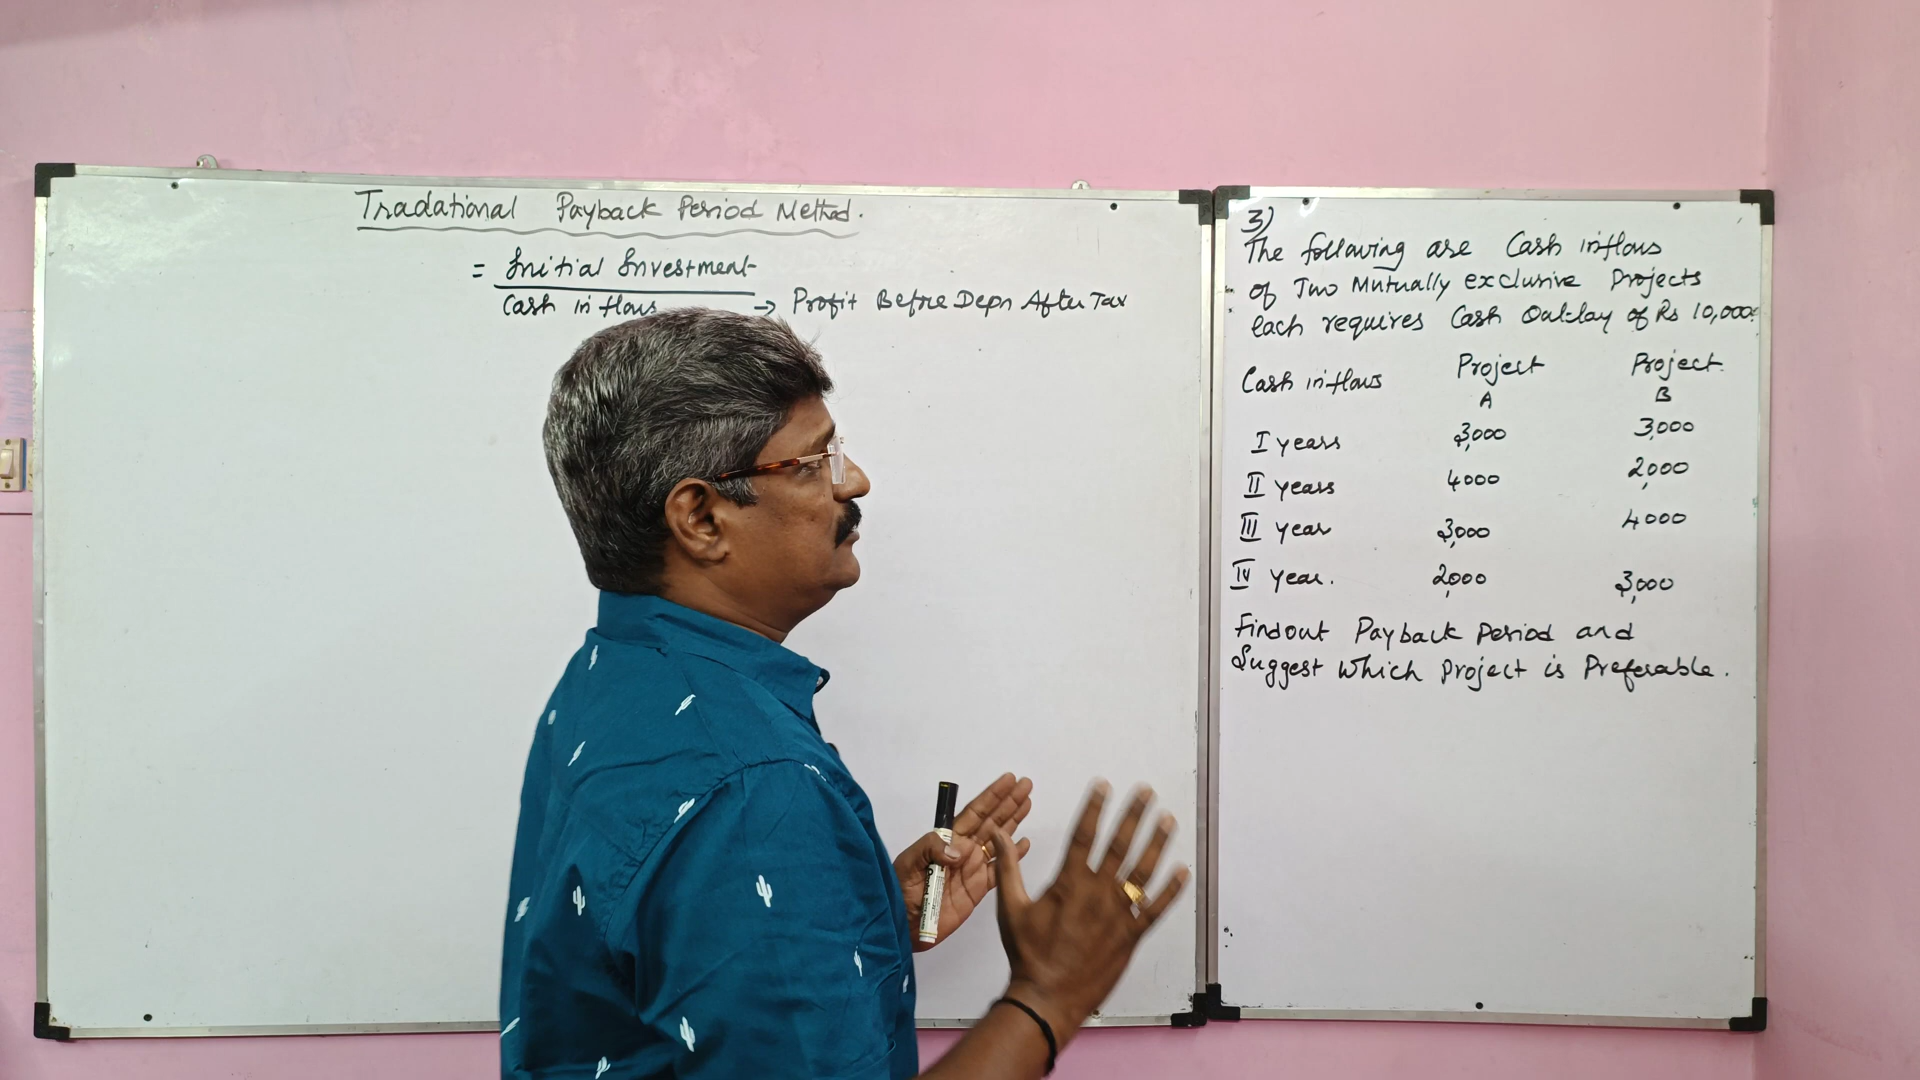 Tradational Payback Period Method.
= Initial Investment
Cash in flows → Profit Before Depn After Tax
3)
The following are Cash inflows
of Two Mutually exclusive Projects
each requires Cash Outlay of Rs 10,000.
Cash inflows Project A Project B
I years 3,000 3,000
II years 4000 2,000
III year 3,000 4000
IV year. 2,000 3,000
Findout Payback Period and
Suggest Which Project is Preferable.